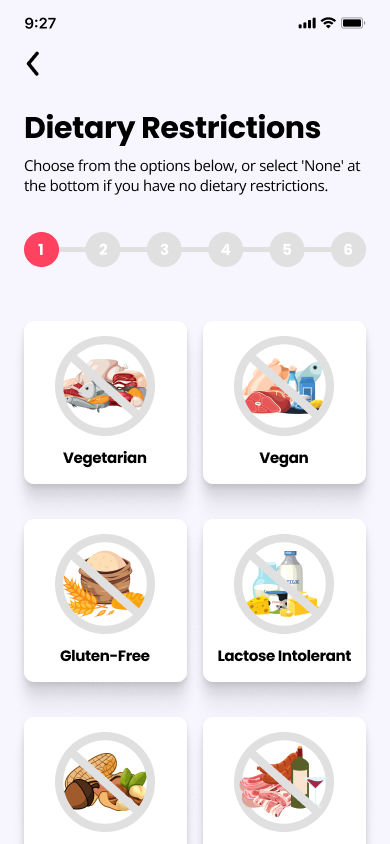 9:27
Dietary Restrictions
Choose from the options below, or select 'None' at
the bottom if you have no dietary restrictions.
1 2 3 4 5 6
Vegetarian Vegan
Gluten-Free Lactose Intolerant